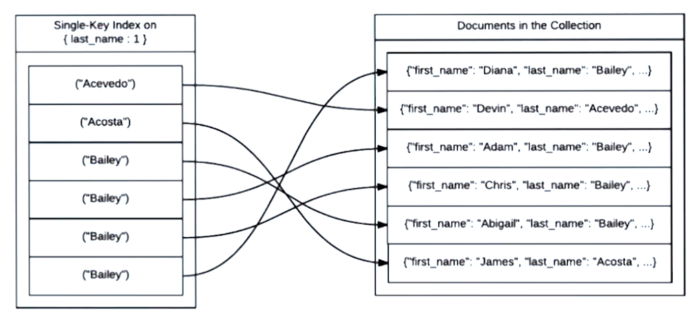 Single-Key Index on
{ last_name : 1 }
("Acevedo")
("Acosta")
("Bailey")
("Bailey")
("Bailey")
("Bailey")
Documents in the Collection
{"first_name": "Diana", "last_name": "Bailey", ...}
{"first_name": "Devin", "last_name": "Acevedo", ...}
{"first_name": "Adam", "last_name": "Bailey", ...}
{"first_name": "Chris", "last_name": "Bailey", ...}
{"first_name": "Abigail", "last_name": "Bailey", ...}
{"first_name": "James", "last_name": "Acosta", ...}